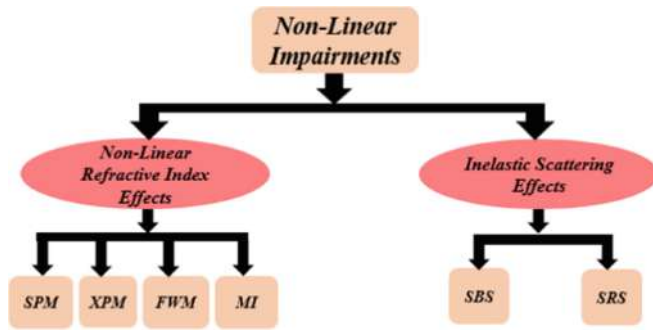 Non-Linear
Impairments
Non-Linear
Refractive Index
Effects
Inelastic Scattering
Effects
SPM
XPM
FWM
MI
SBS
SRS